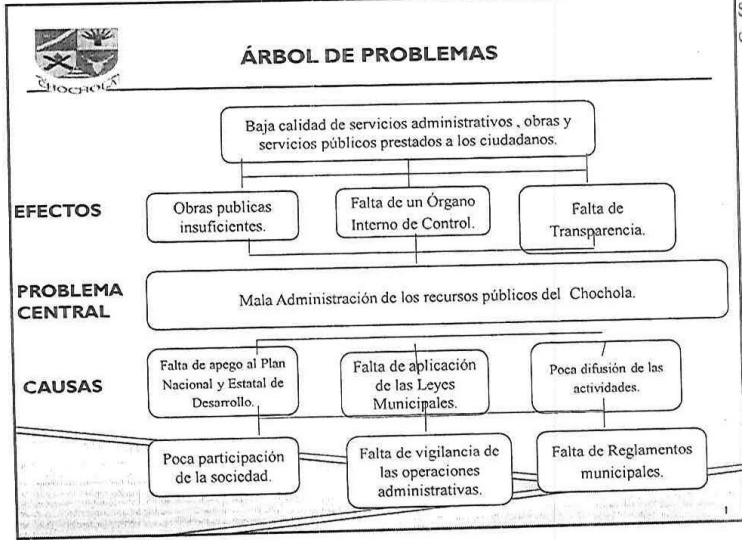 CHOCHOLÁ
ÁRBOL DE PROBLEMAS
Baja calidad de servicios administrativos , obras y
servicios públicos prestados a los ciudadanos.
EFECTOS
Obras publicas
insuficientes.
Falta de un Órgano
Interno de Control.
Falta de
Transparencia.
PROBLEMA
CENTRAL
Mala Administración de los recursos públicos del Chochola.
CAUSAS
Falta de apego al Plan
Nacional y Estatal de
Desarrollo.
Falta de aplicación
de las Leyes
Municipales.
Poca difusión de las
actividades.
Poca participación
de la sociedad.
Falta de vigilancia de
las operaciones
administrativas.
Falta de Reglamentos
municipales.
1